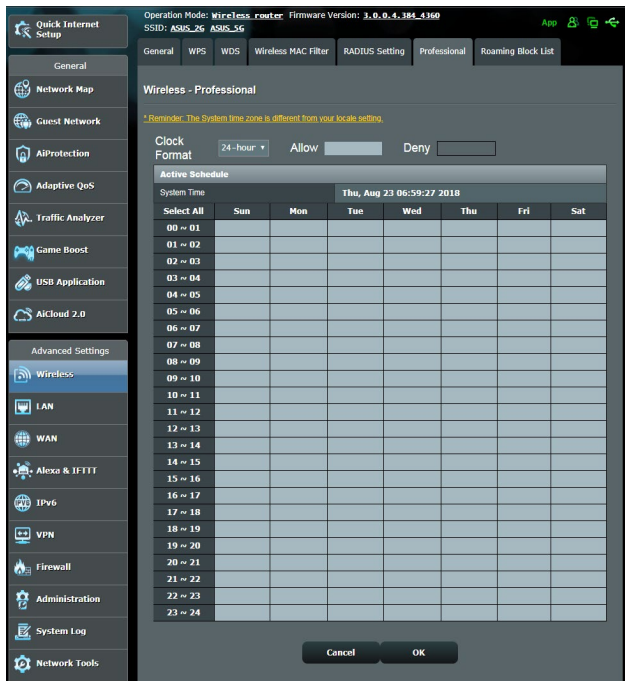 Quick Internet
Setup
General
Network Map
Guest Network
AiProtection
Adaptive QoS
Traffic Analyzer
Game Boost
USB Application
AiCloud 2.0
Advanced Settings
Wireless
LAN
WAN
Alexa & IFTTT
IPv6
VPN
Firewall
Administration
System Log
Network Tools
Operation Mode: Wireless router Firmware Version: 3.0.0.4.384_4360
SSID: ASUS_2G ASUS_5G
App
General WPS WDS Wireless MAC Filter RADIUS Setting Professional Roaming Block List
Wireless - Professional
* Reminder: The System time zone is different from your locale setting.
Clock
Format
24-hour Allow Deny
Active Schedule
System Time Thu, Aug 23 06:59:27 2018
Select All Sun Mon Tue Wed Thu Fri Sat
00 ~ 01
01 ~ 02
02 ~ 03
03 ~ 04
04 ~ 05
05 ~ 06
06 ~ 07
07 ~ 08
08 ~ 09
09 ~ 10
10 ~ 11
11 ~ 12
12 ~ 13
13 ~ 14
14 ~ 15
15 ~ 16
16 ~ 17
17 ~ 18
18 ~ 19
19 ~ 20
20 ~ 21
21 ~ 22
22 ~ 23
23 ~ 24
Cancel OK